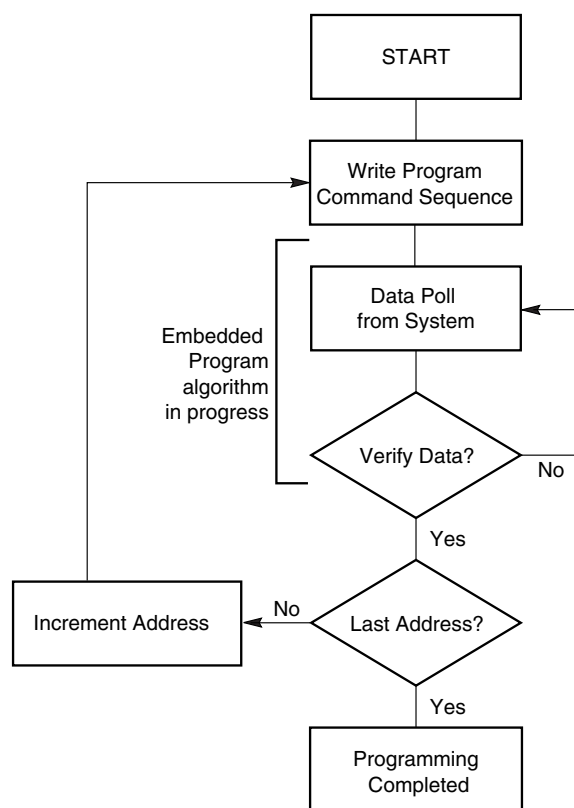 START
Write Program
Command Sequence
Data Poll
from System
Embedded
Program
algorithm
in progress
Verify Data?
No
Yes
Increment Address
No
Last Address?
Yes
Programming
Completed